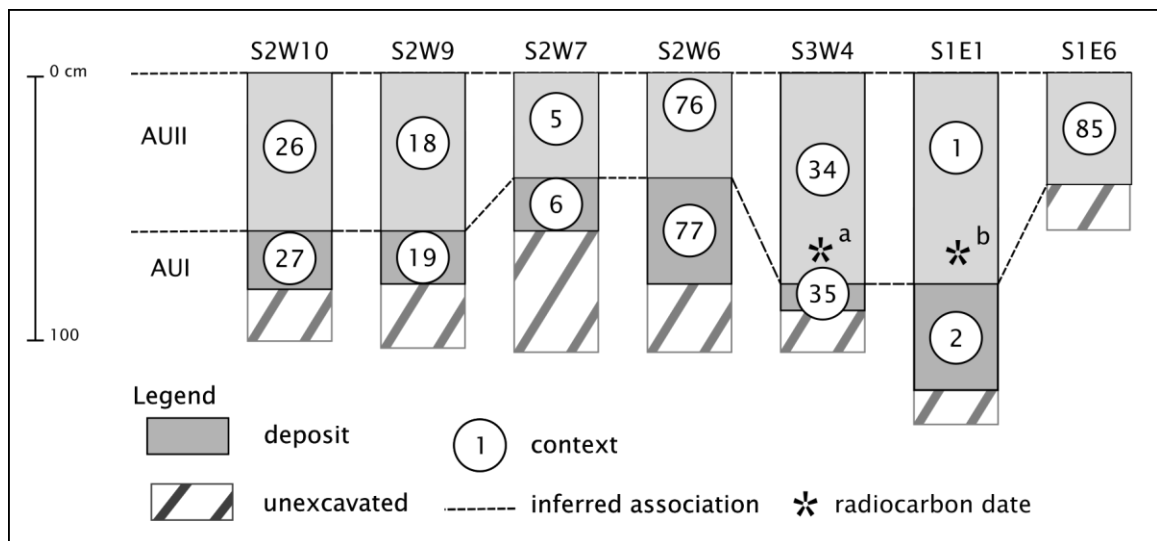 S2W10 S2W9 S2W7 S2W6 S3W4 S1E1 S1E6
0 cm
76
5
85
AUII 26 18 1
34
a b
6
77
AUI 27 19
35
100 2
Legend
deposit 1 context
unexcavated inferred association * radiocarbon date